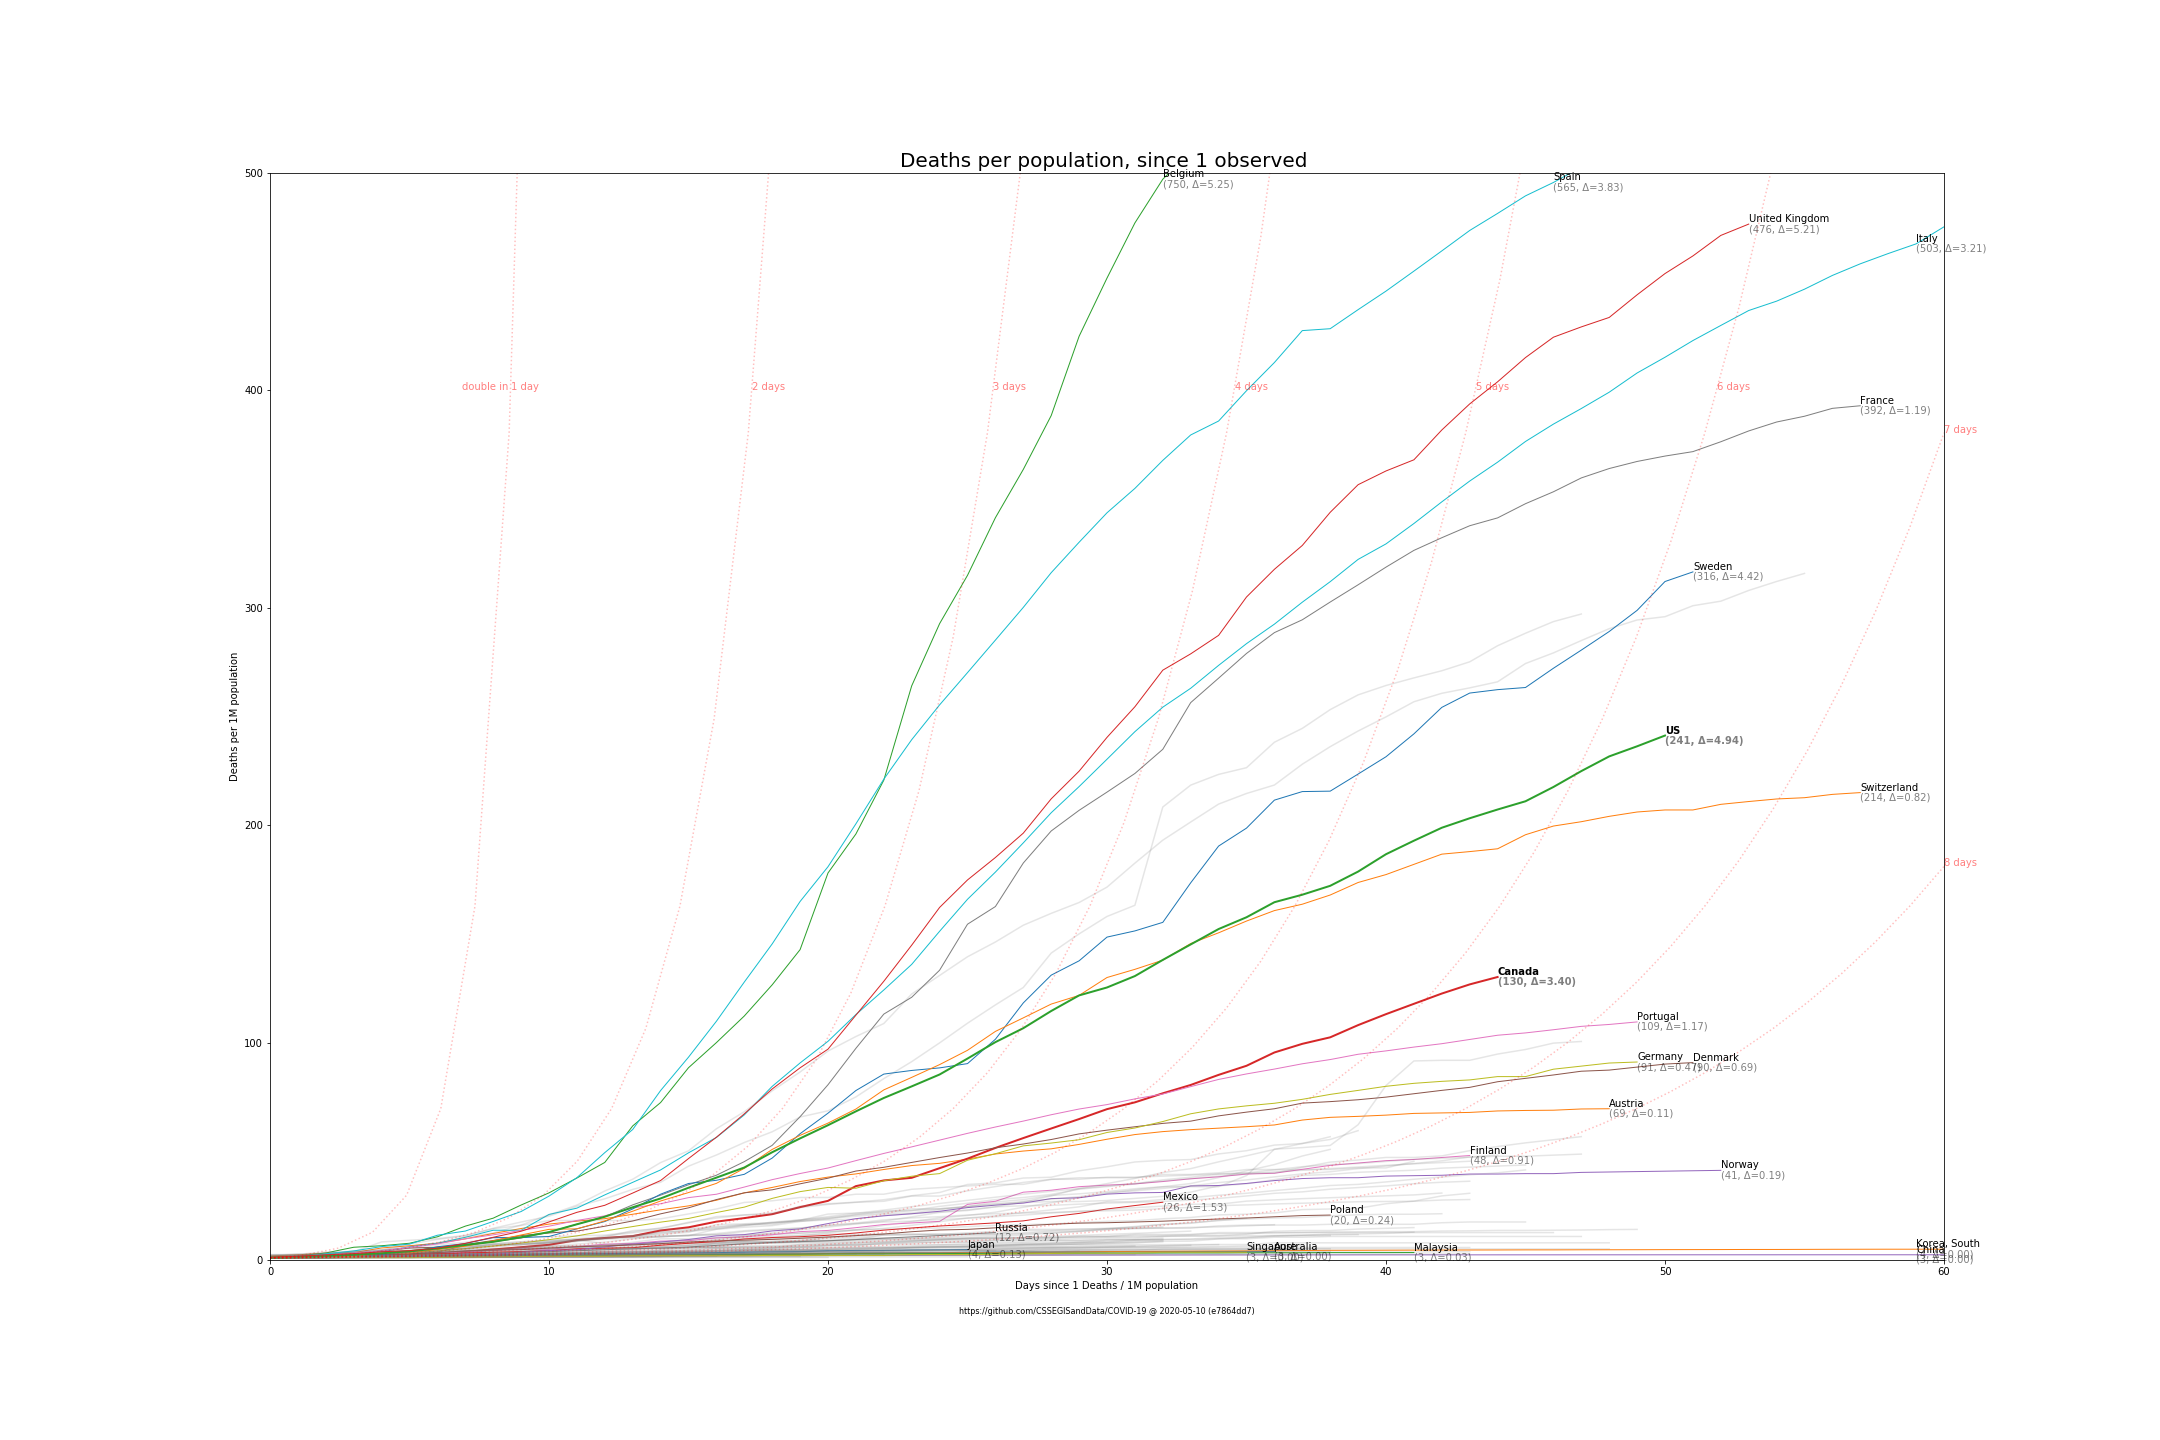 Deaths per population, since 1 observed
500
Belgium
(750, Δ=5.25)
Spain
(565, Δ=3.83)
United Kingdom
(476, Δ=5.21)
Italy
(503, Δ=3.21)
400
double in 1 day
2 days
3 days
4 days
5 days
6 days
France
(392, Δ=1.19)
7 days
300
Sweden
(316, Δ=4.42)
Deaths per 1M population
US
(241, Δ=4.94)
Switzerland
(214, Δ=0.82)
200
8 days
Canada
(130, Δ=3.40)
Portugal
(109, Δ=1.17)
100
Germany
(91, Δ=0.47)
Denmark
(90, Δ=0.69)
Austria
(69, Δ=0.11)
Finland
(48, Δ=0.91)
Norway
(41, Δ=0.19)
Mexico
(26, Δ=1.53)
Poland
(20, Δ=0.24)
Russia
(12, Δ=0.72)
Japan
(4, Δ=0.13)
Singapore
Australia
Malaysia
(3, Δ=0.03)
Korea, South
China
(3, Δ=0.00)
0
0
10
20
30
40
50
60
Days since 1 Deaths / 1M population
https://github.com/CSSEGISandData/COVID-19 @ 2020-05-10 (e7864dd7)